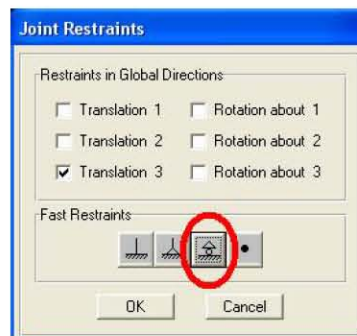 Joint Restraints
Restraints in Global Directions
Translation 1 Rotation about 1
Translation 2 Rotation about 2
Translation 3 Rotation about 3
Fast Restraints
OK Cancel